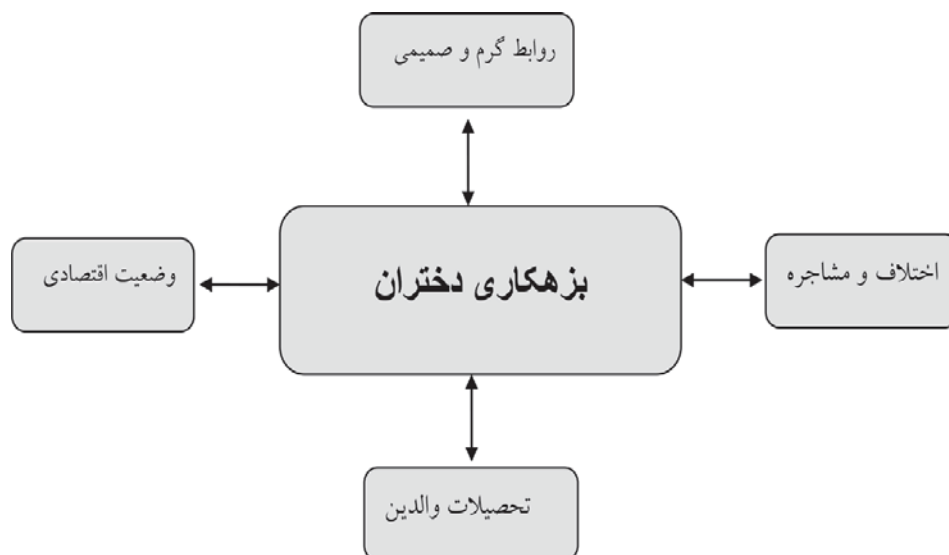 روابط گرم و صمیمی
اختلاف و مشاجره
بزهکاری دختران
وضعیت اقتصادی
تحصیلات والدین